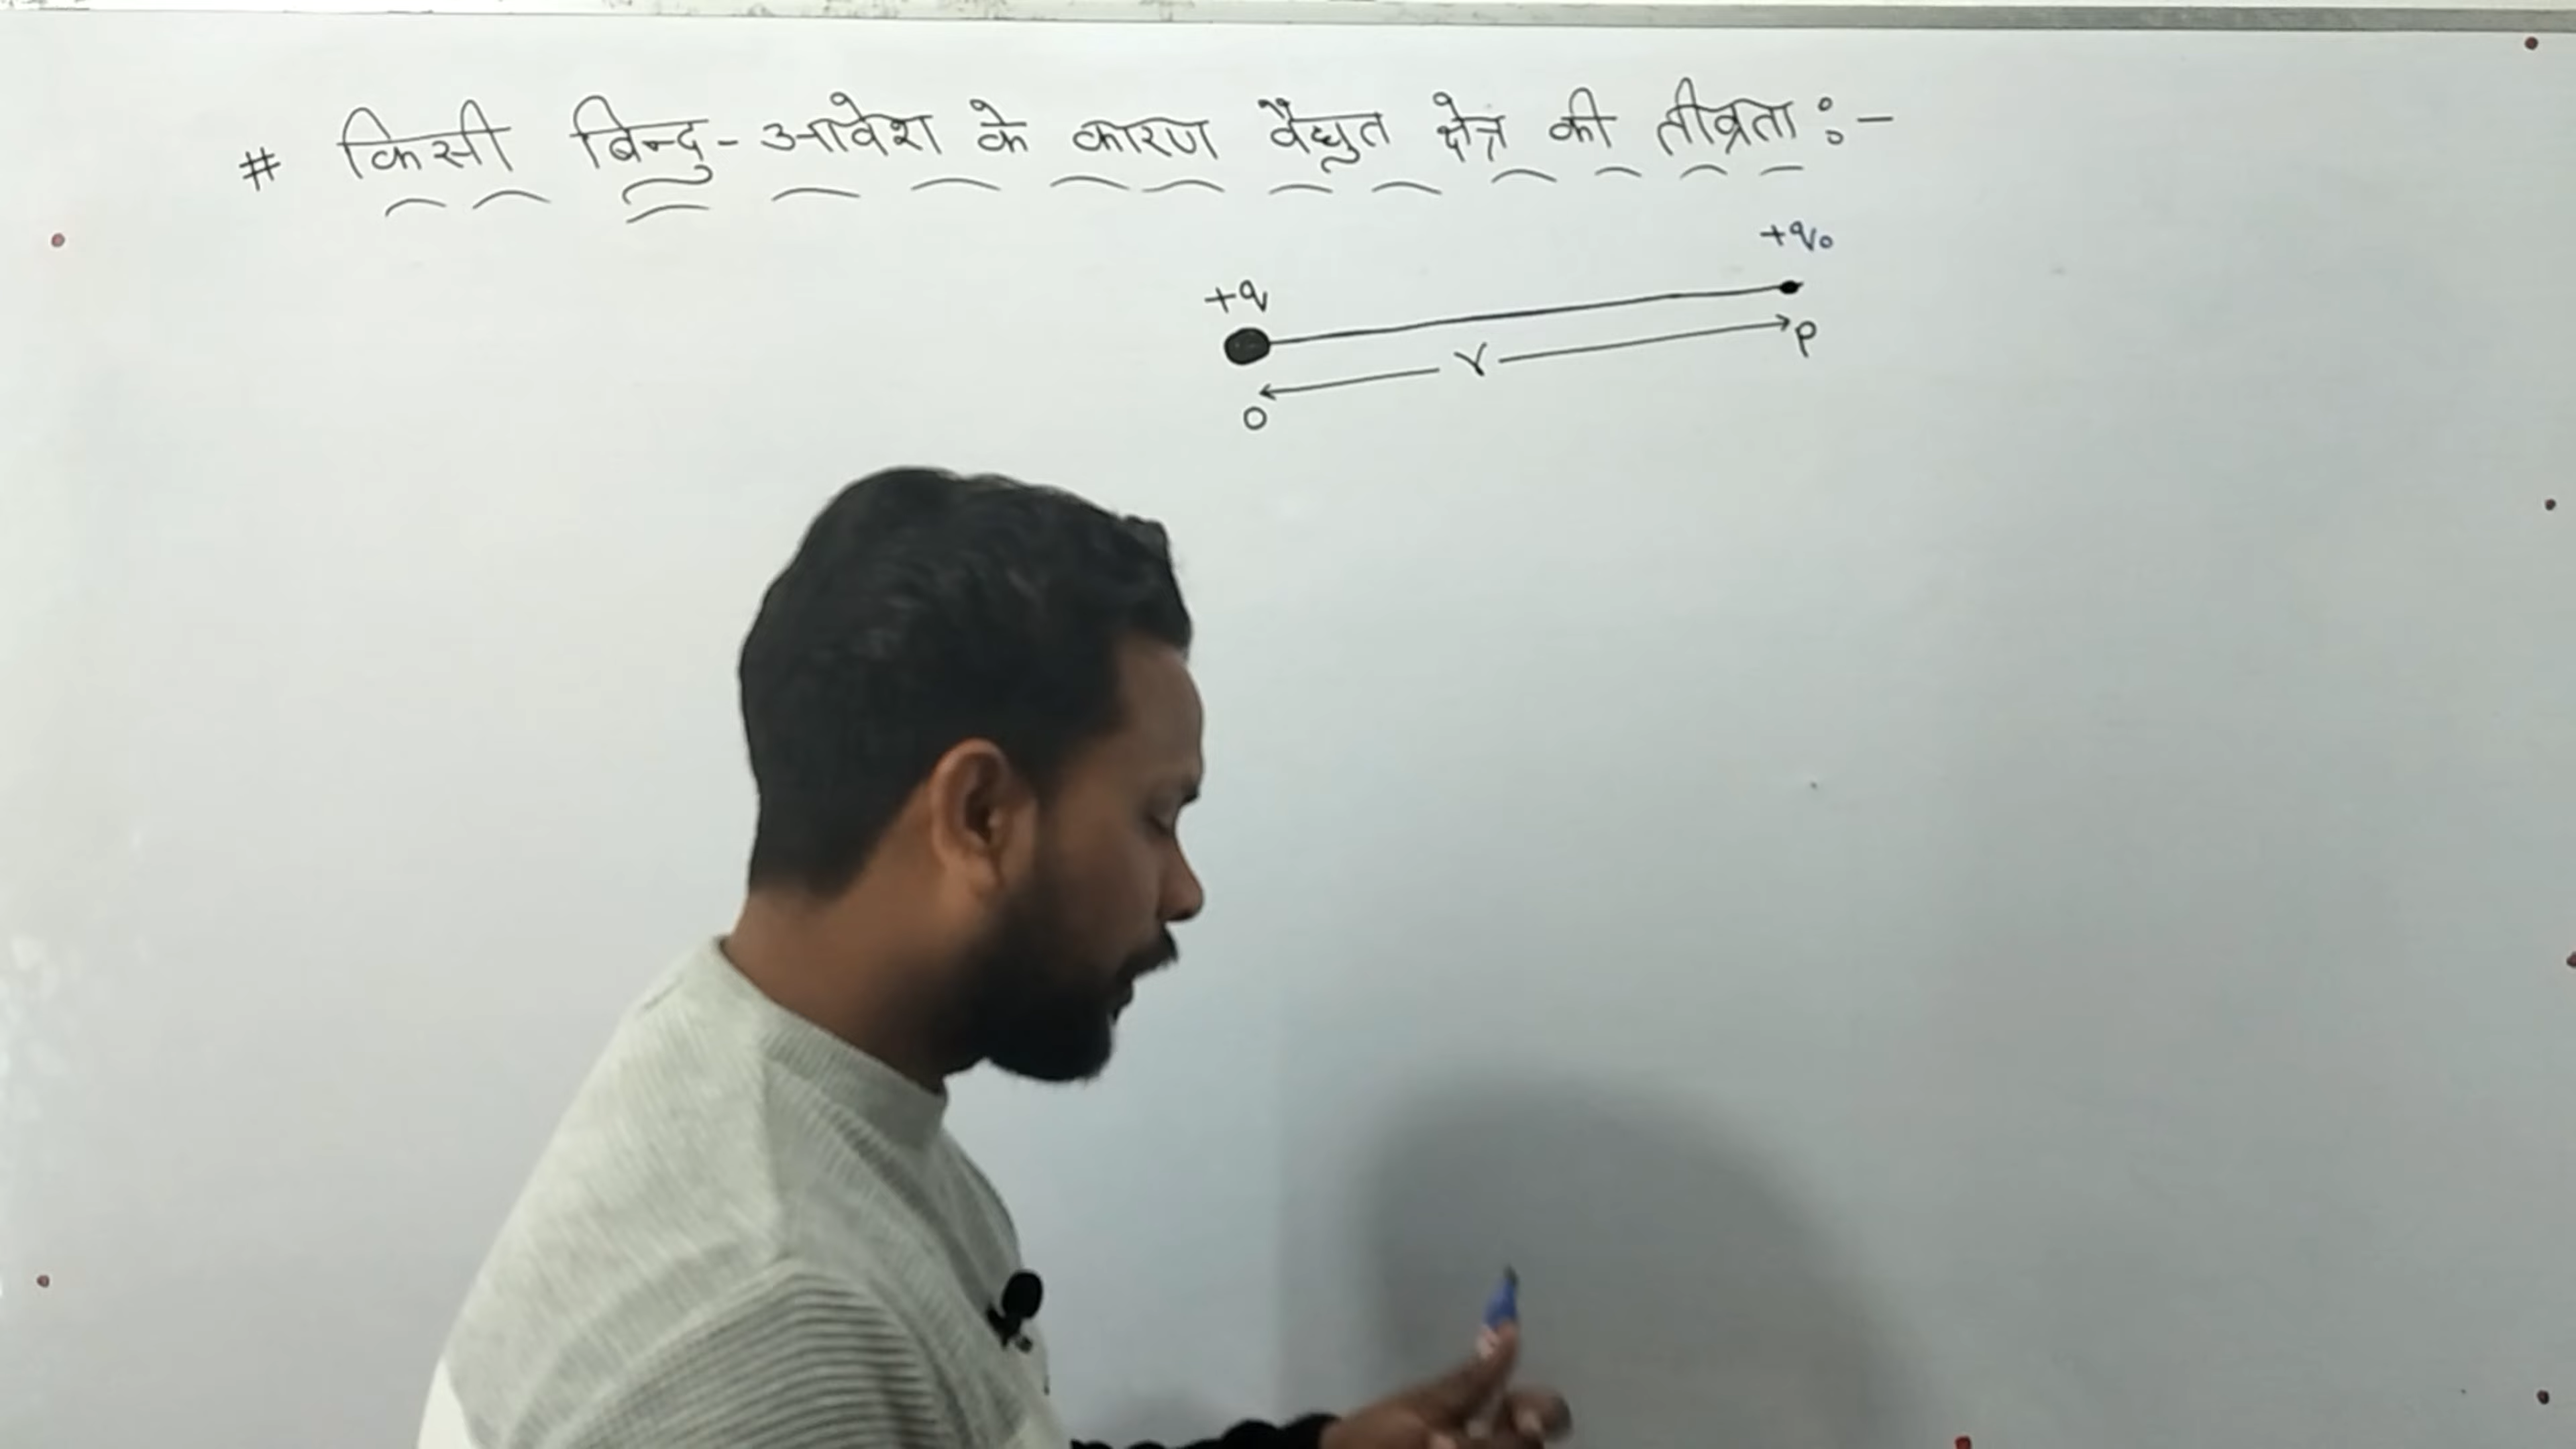 # किसी बिन्दु - आवेश के कारण वैद्युत क्षेत्र की तीव्रता :-
+q₀
+q
r
P
O